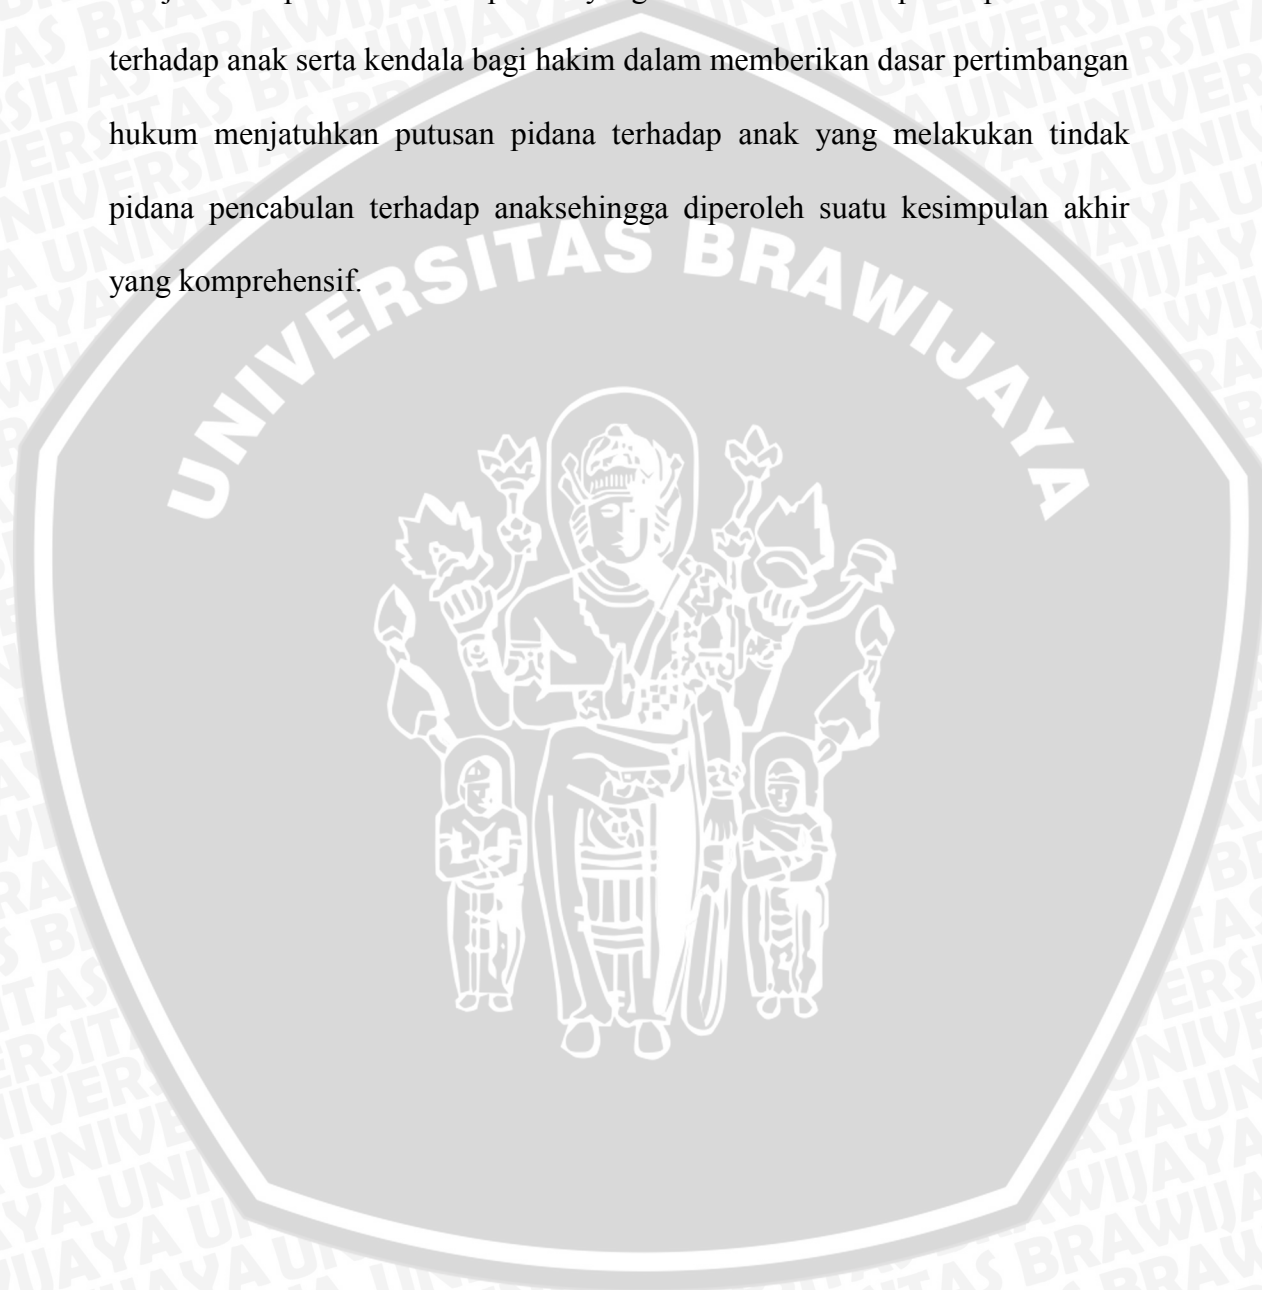 terhadap anak serta kendala bagi hakim dalam memberikan dasar pertimbangan
hukum menjatuhkan putusan pidana terhadap anak yang melakukan tindak
pidana pencabulan terhadap anaksehingga diperoleh suatu kesimpulan akhir
yang komprehensif.
UNIVERSITAS BRAWIJAYA